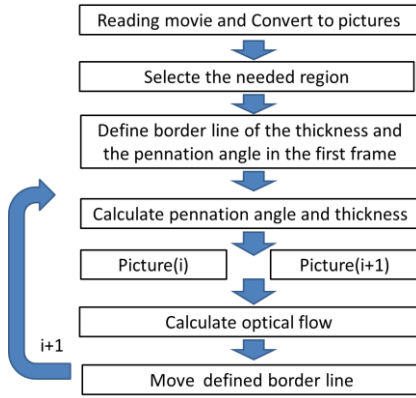 Reading movie and Convert to pictures
Selecte the needed region
Define border line of the thickness and
the pennation angle in the first frame
Calculate pennation angle and thickness
Picture(i)
Picture(i+1)
Calculate optical flow
i+1
Move defined border line